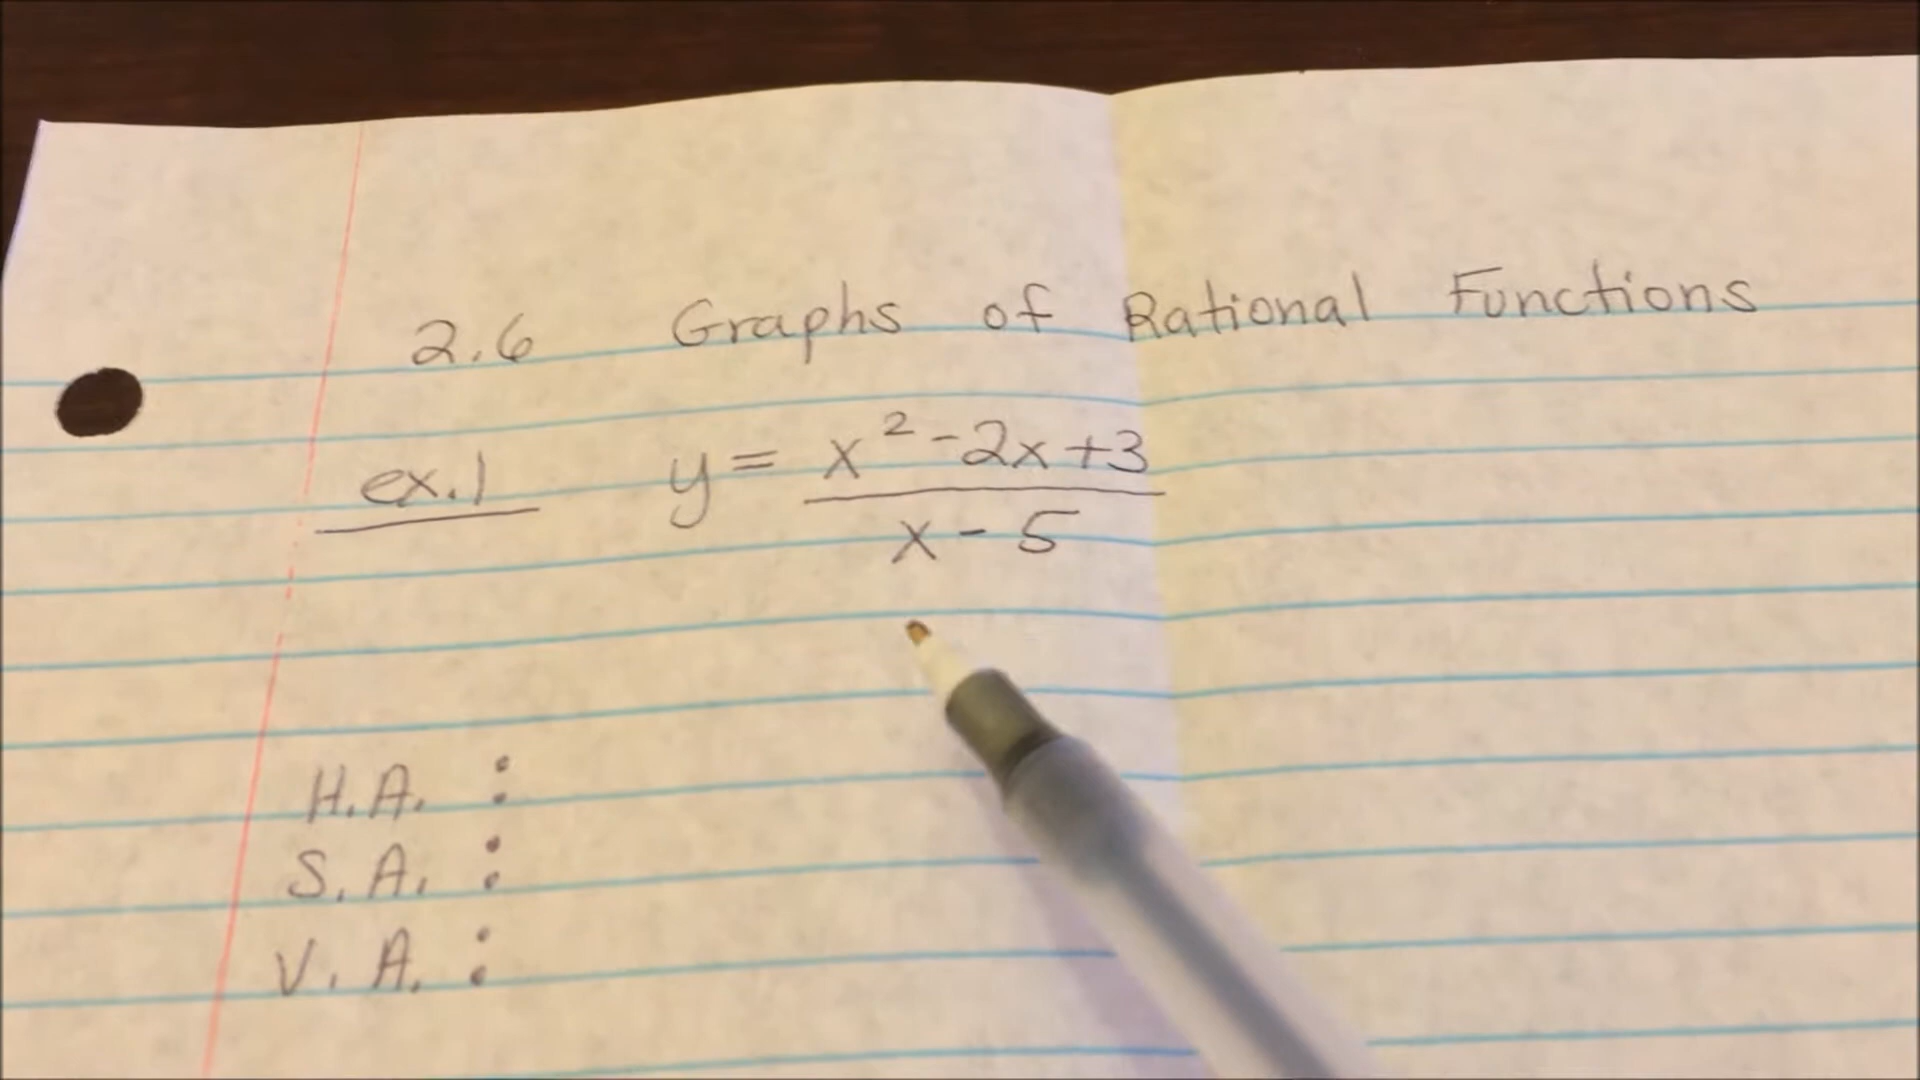 2.6 Graphs of Rational Functions
ex.1 y = x²-2x+3
x-5
H.A. :
S.A. :
V.A. :